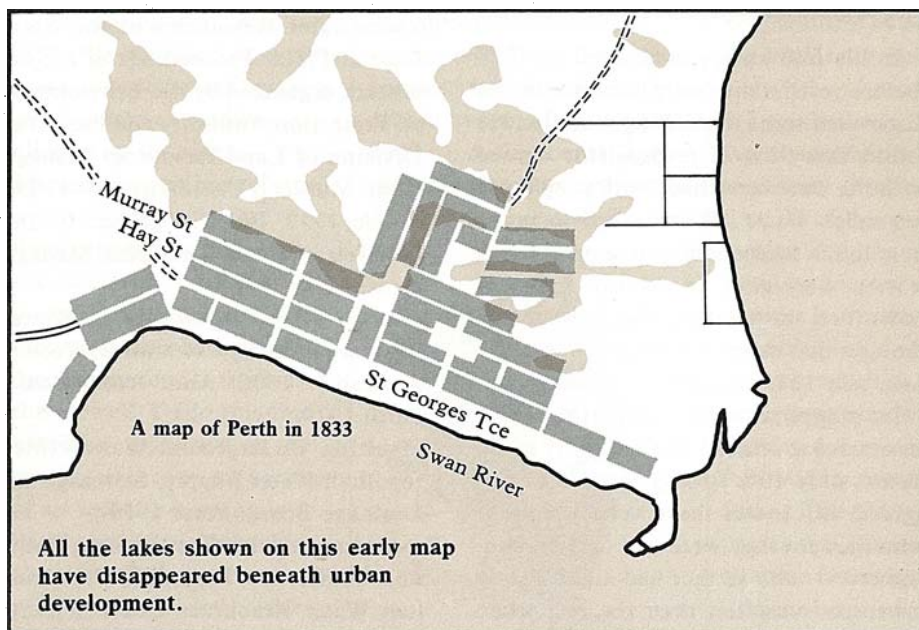 Murray St
Hay St
St Georges Tce
Swan River
A map of Perth in 1833
All the lakes shown on this early map
have disappeared beneath urban
development.